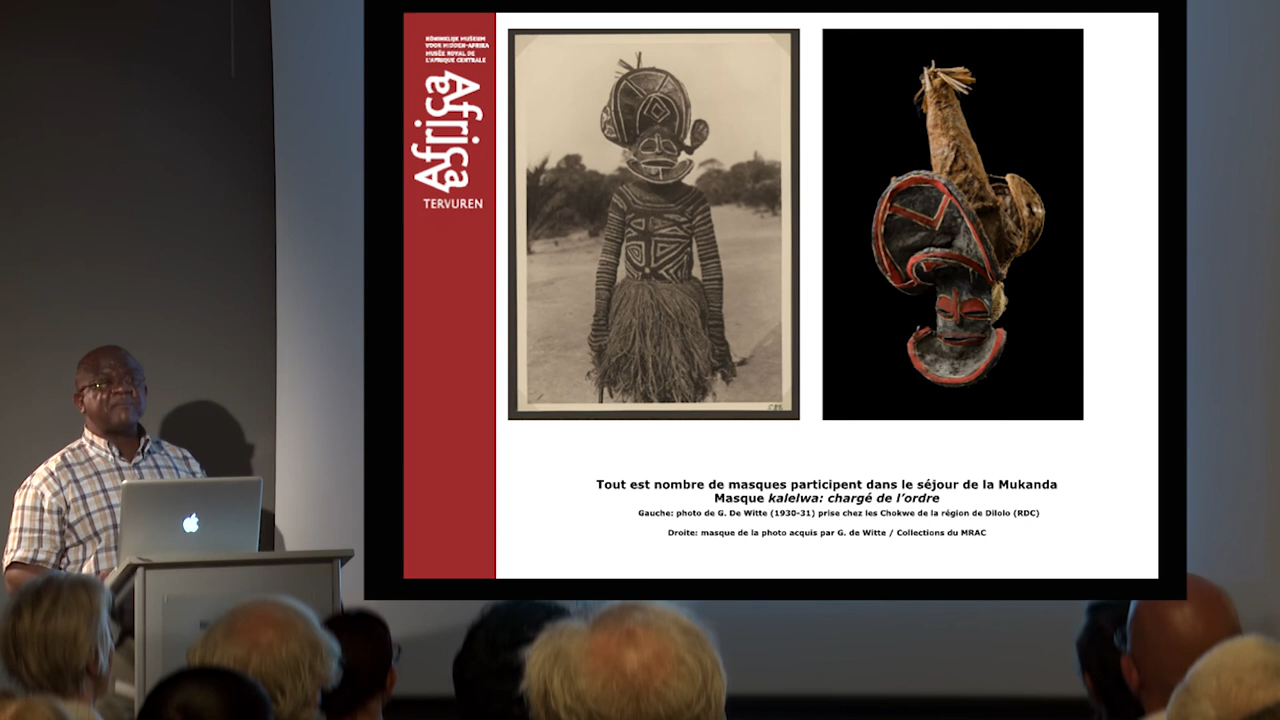 KONINKLIJK MUSEUM
VOOR MIDDEN-AFRIKA
MUSÉE ROYAL DE
L'AFRIQUE CENTRALE
Africa
Africa
TERVUREN
Tout est nombre de masques participent dans le séjour de la Mukanda
Masque kalelwa: chargé de l'ordre
Gauche: photo de G. De Witte (1930-31) prise chez les Chokwe de la région de Dilolo (RDC)
Droite: masque de la photo acquis par G. de Witte / Collections du MRAC